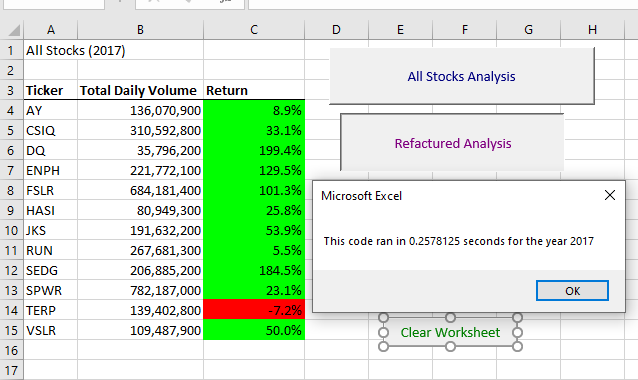 A B C D E F G H
1 All Stocks (2017)
2
3 Ticker Total Daily Volume Return
4 AY 136,070,900 8.9%
5 CSIQ 310,592,800 33.1%
6 DQ 35,796,200 199.4%
7 ENPH 221,772,100 129.5%
8 FSLR 684,181,400 101.3%
9 HASI 80,949,300 25.8%
10 JKS 191,632,200 53.9%
11 RUN 267,681,300 5.5%
12 SEDG 206,885,200 184.5%
13 SPWR 782,187,000 23.1%
14 TERP 139,402,800 -7.2%
15 VSLR 109,487,900 50.0%
16
17
All Stocks Analysis
Refactured Analysis
Microsoft Excel
This code ran in 0.2578125 seconds for the year 2017
OK
Clear Worksheet